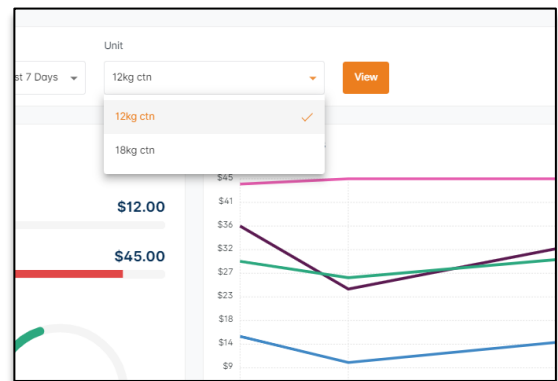 Unit
st 7 Days
12kg ctn
View
12kg ctn
18kg ctn
$12.00
$45.00
$45
$41
$36
$32
$27
$23
$18
$14
$9